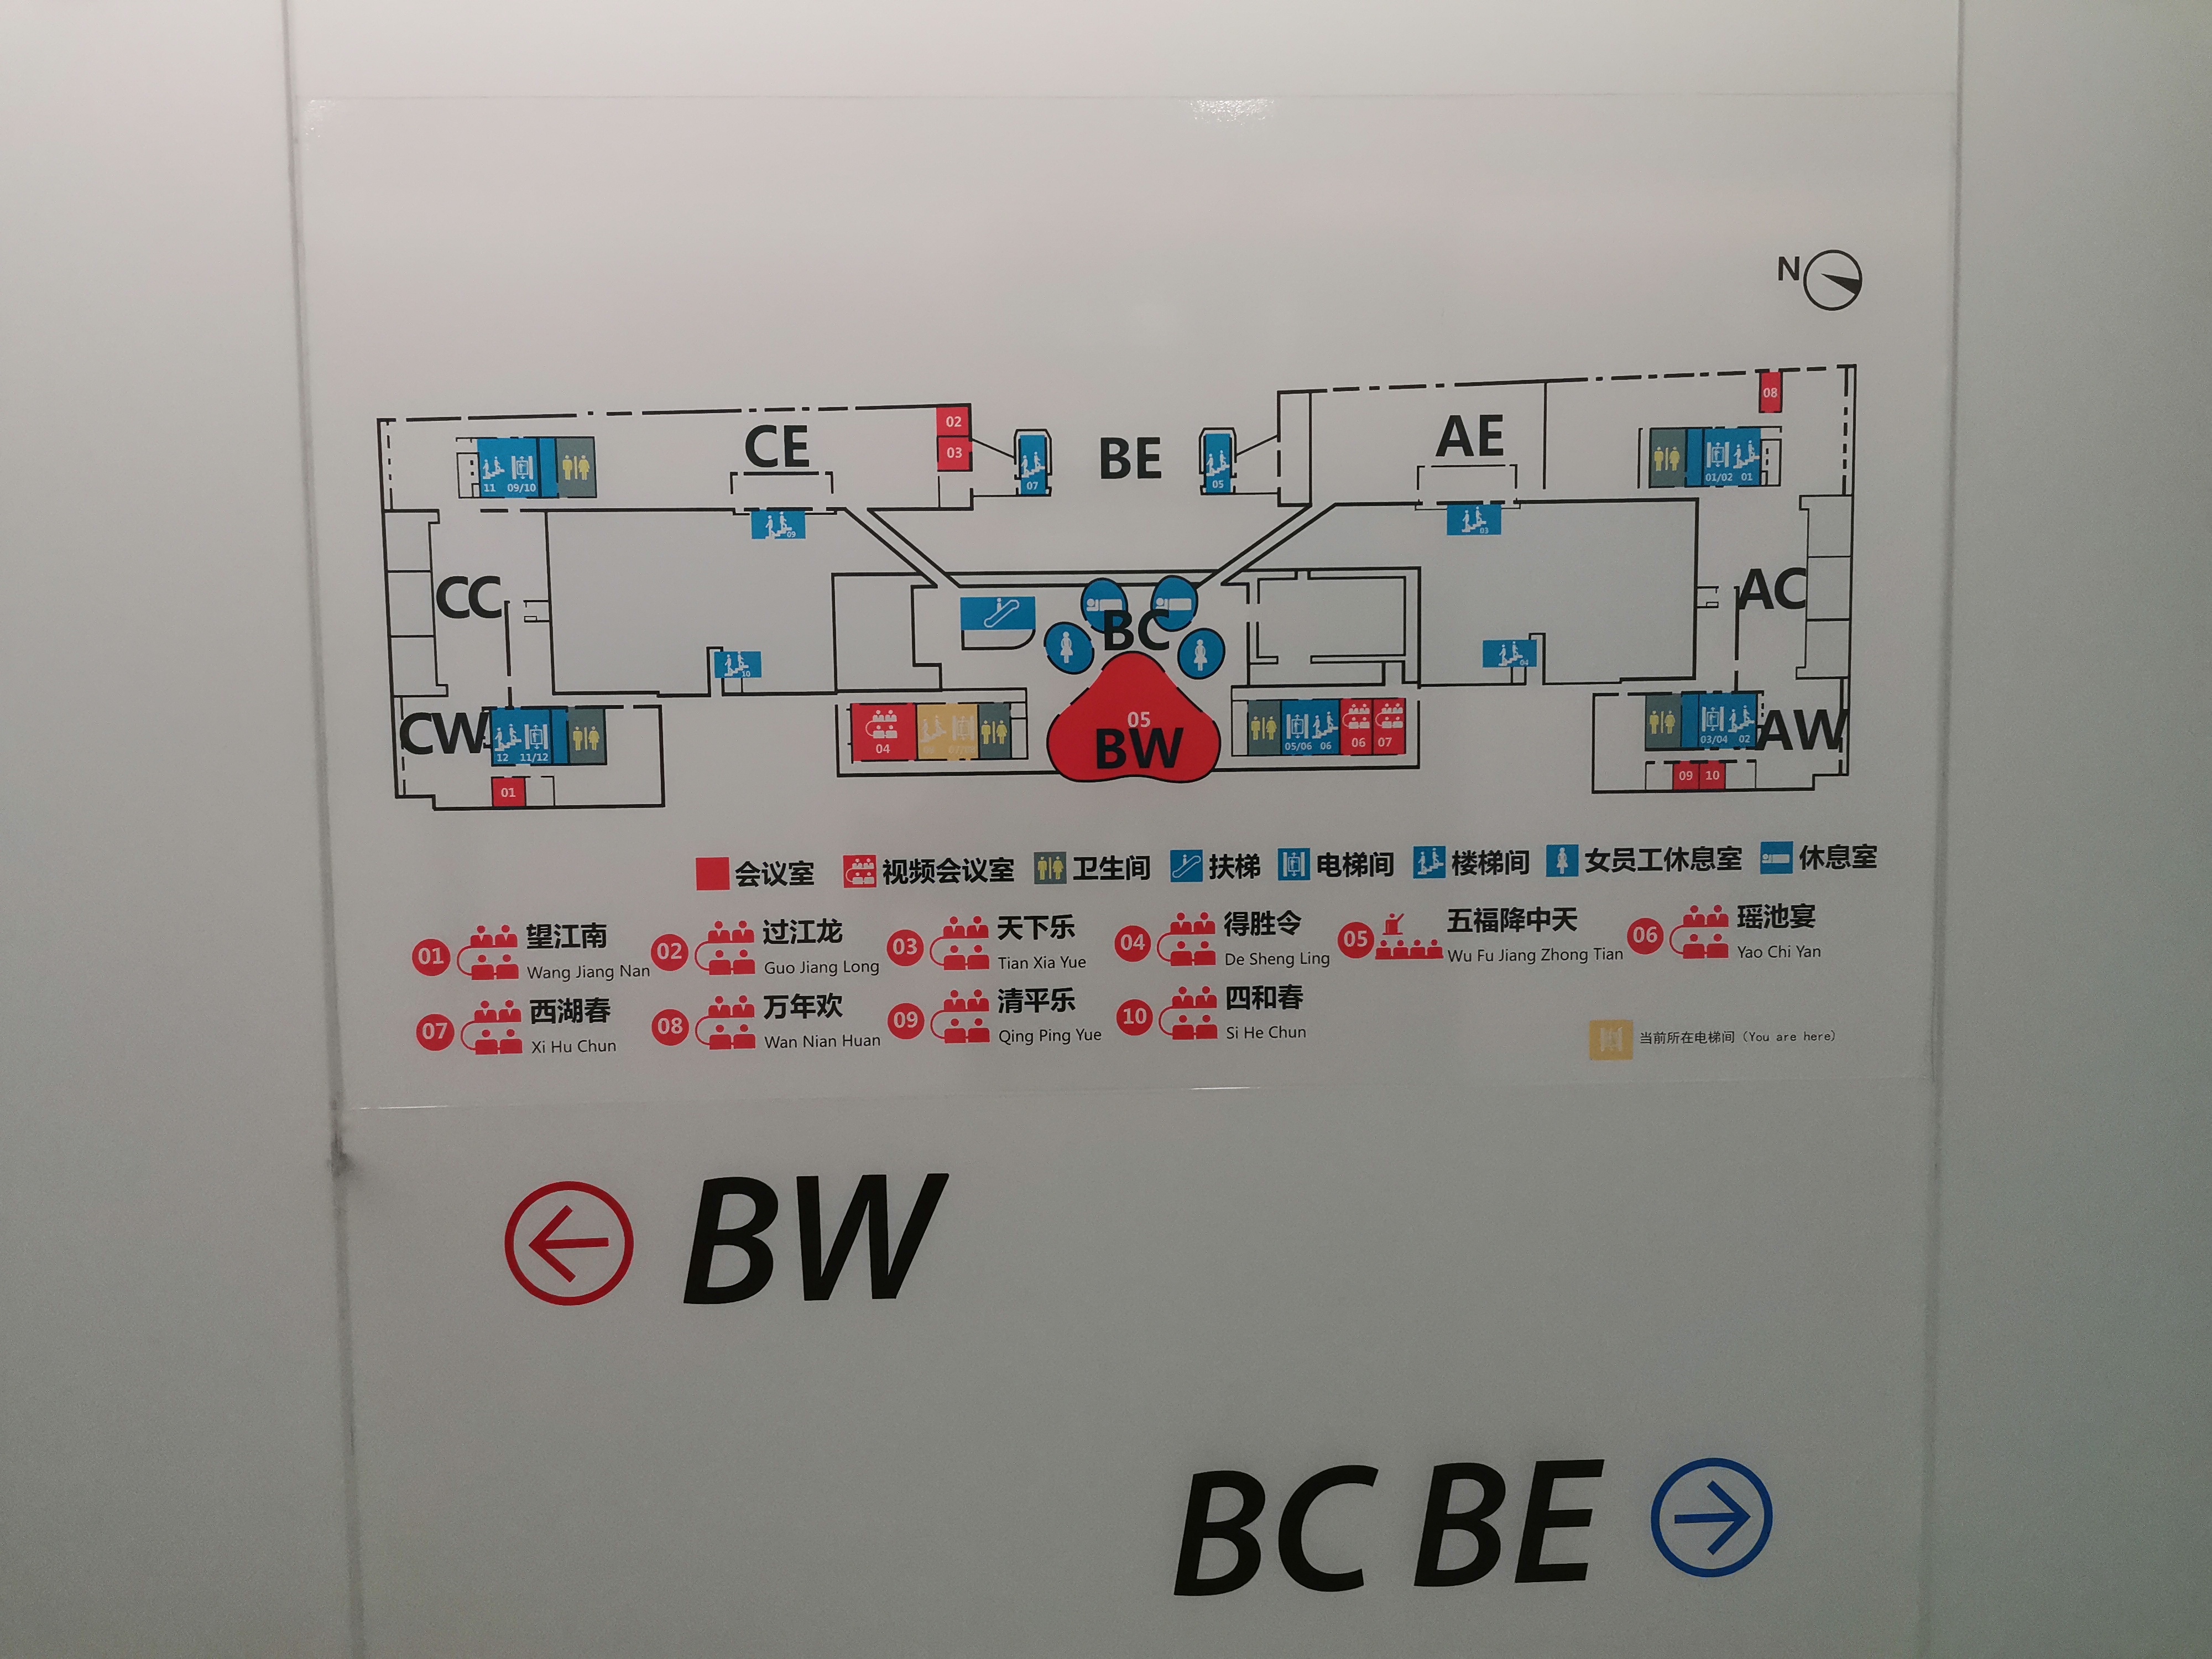 N
08
02
CE
AE
03
BE
11 09/10
07
05
01/02 01
09
03
CC
AC
BC
10
04
CW
05
AW
04
BW
05/06 06
06
07
03/04 02
12 11/12
01
09
10
会议室 视频会议室 卫生间 扶梯 电梯间 楼梯间 女员工休息室 休息室
01 望江南 02 过江龙 03 天下乐 04 得胜令 05 五福降中天 06 瑶池宴
Wang Jiang Nan Guo Jiang Long Tian Xia Yue De Sheng Ling Wu Fu Jiang Zhong Tian Yao Chi Yan
07 西湖春 08 万年欢 09 清平乐 10 四和春
Xi Hu Chun Wan Nian Huan Qing Ping Yue Si He Chun
当前所在电梯间（You are here）
BW
BC BE